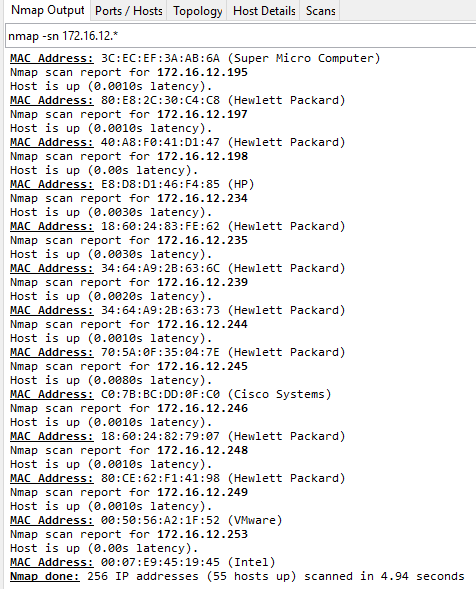 Nmap Output Ports / Hosts Topology Host Details Scans
nmap -sn 172.16.12.*
MAC Address: 3C:EC:EF:3A:AB:6A (Super Micro Computer)
Nmap scan report for 172.16.12.195
Host is up (0.0010s latency).
MAC Address: 80:E8:2C:30:C4:C8 (Hewlett Packard)
Nmap scan report for 172.16.12.197
Host is up (0.0010s latency).
MAC Address: 40:A8:F0:41:D1:47 (Hewlett Packard)
Nmap scan report for 172.16.12.198
Host is up (0.00s latency).
MAC Address: E8:D8:D1:46:F4:85 (HP)
Nmap scan report for 172.16.12.234
Host is up (0.0030s latency).
MAC Address: 18:60:24:83:FE:62 (Hewlett Packard)
Nmap scan report for 172.16.12.235
Host is up (0.0030s latency).
MAC Address: 34:64:A9:2B:63:6C (Hewlett Packard)
Nmap scan report for 172.16.12.239
Host is up (0.0020s latency).
MAC Address: 34:64:A9:2B:63:73 (Hewlett Packard)
Nmap scan report for 172.16.12.244
Host is up (0.0010s latency).
MAC Address: 70:5A:0F:35:04:7E (Hewlett Packard)
Nmap scan report for 172.16.12.245
Host is up (0.0080s latency).
MAC Address: C0:7B:BC:DD:0F:C0 (Cisco Systems)
Nmap scan report for 172.16.12.246
Host is up (0.0010s latency).
MAC Address: 18:60:24:82:79:07 (Hewlett Packard)
Nmap scan report for 172.16.12.248
Host is up (0.0010s latency).
MAC Address: 80:CE:62:F1:41:98 (Hewlett Packard)
Nmap scan report for 172.16.12.249
Host is up (0.0010s latency).
MAC Address: 00:50:56:A2:1F:52 (VMware)
Nmap scan report for 172.16.12.253
Host is up (0.00s latency).
MAC Address: 00:07:E9:45:19:45 (Intel)
Nmap done: 256 IP addresses (55 hosts up) scanned in 4.94 seconds